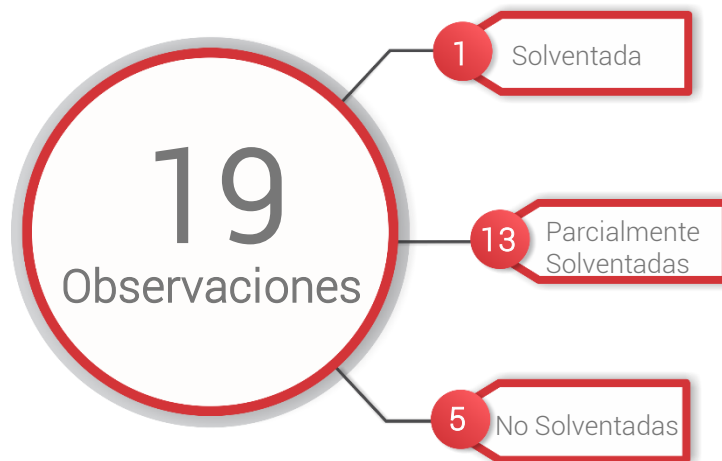 19
Observaciones
1
Solventada
13
Parcialmente
Solventadas
5
No Solventadas